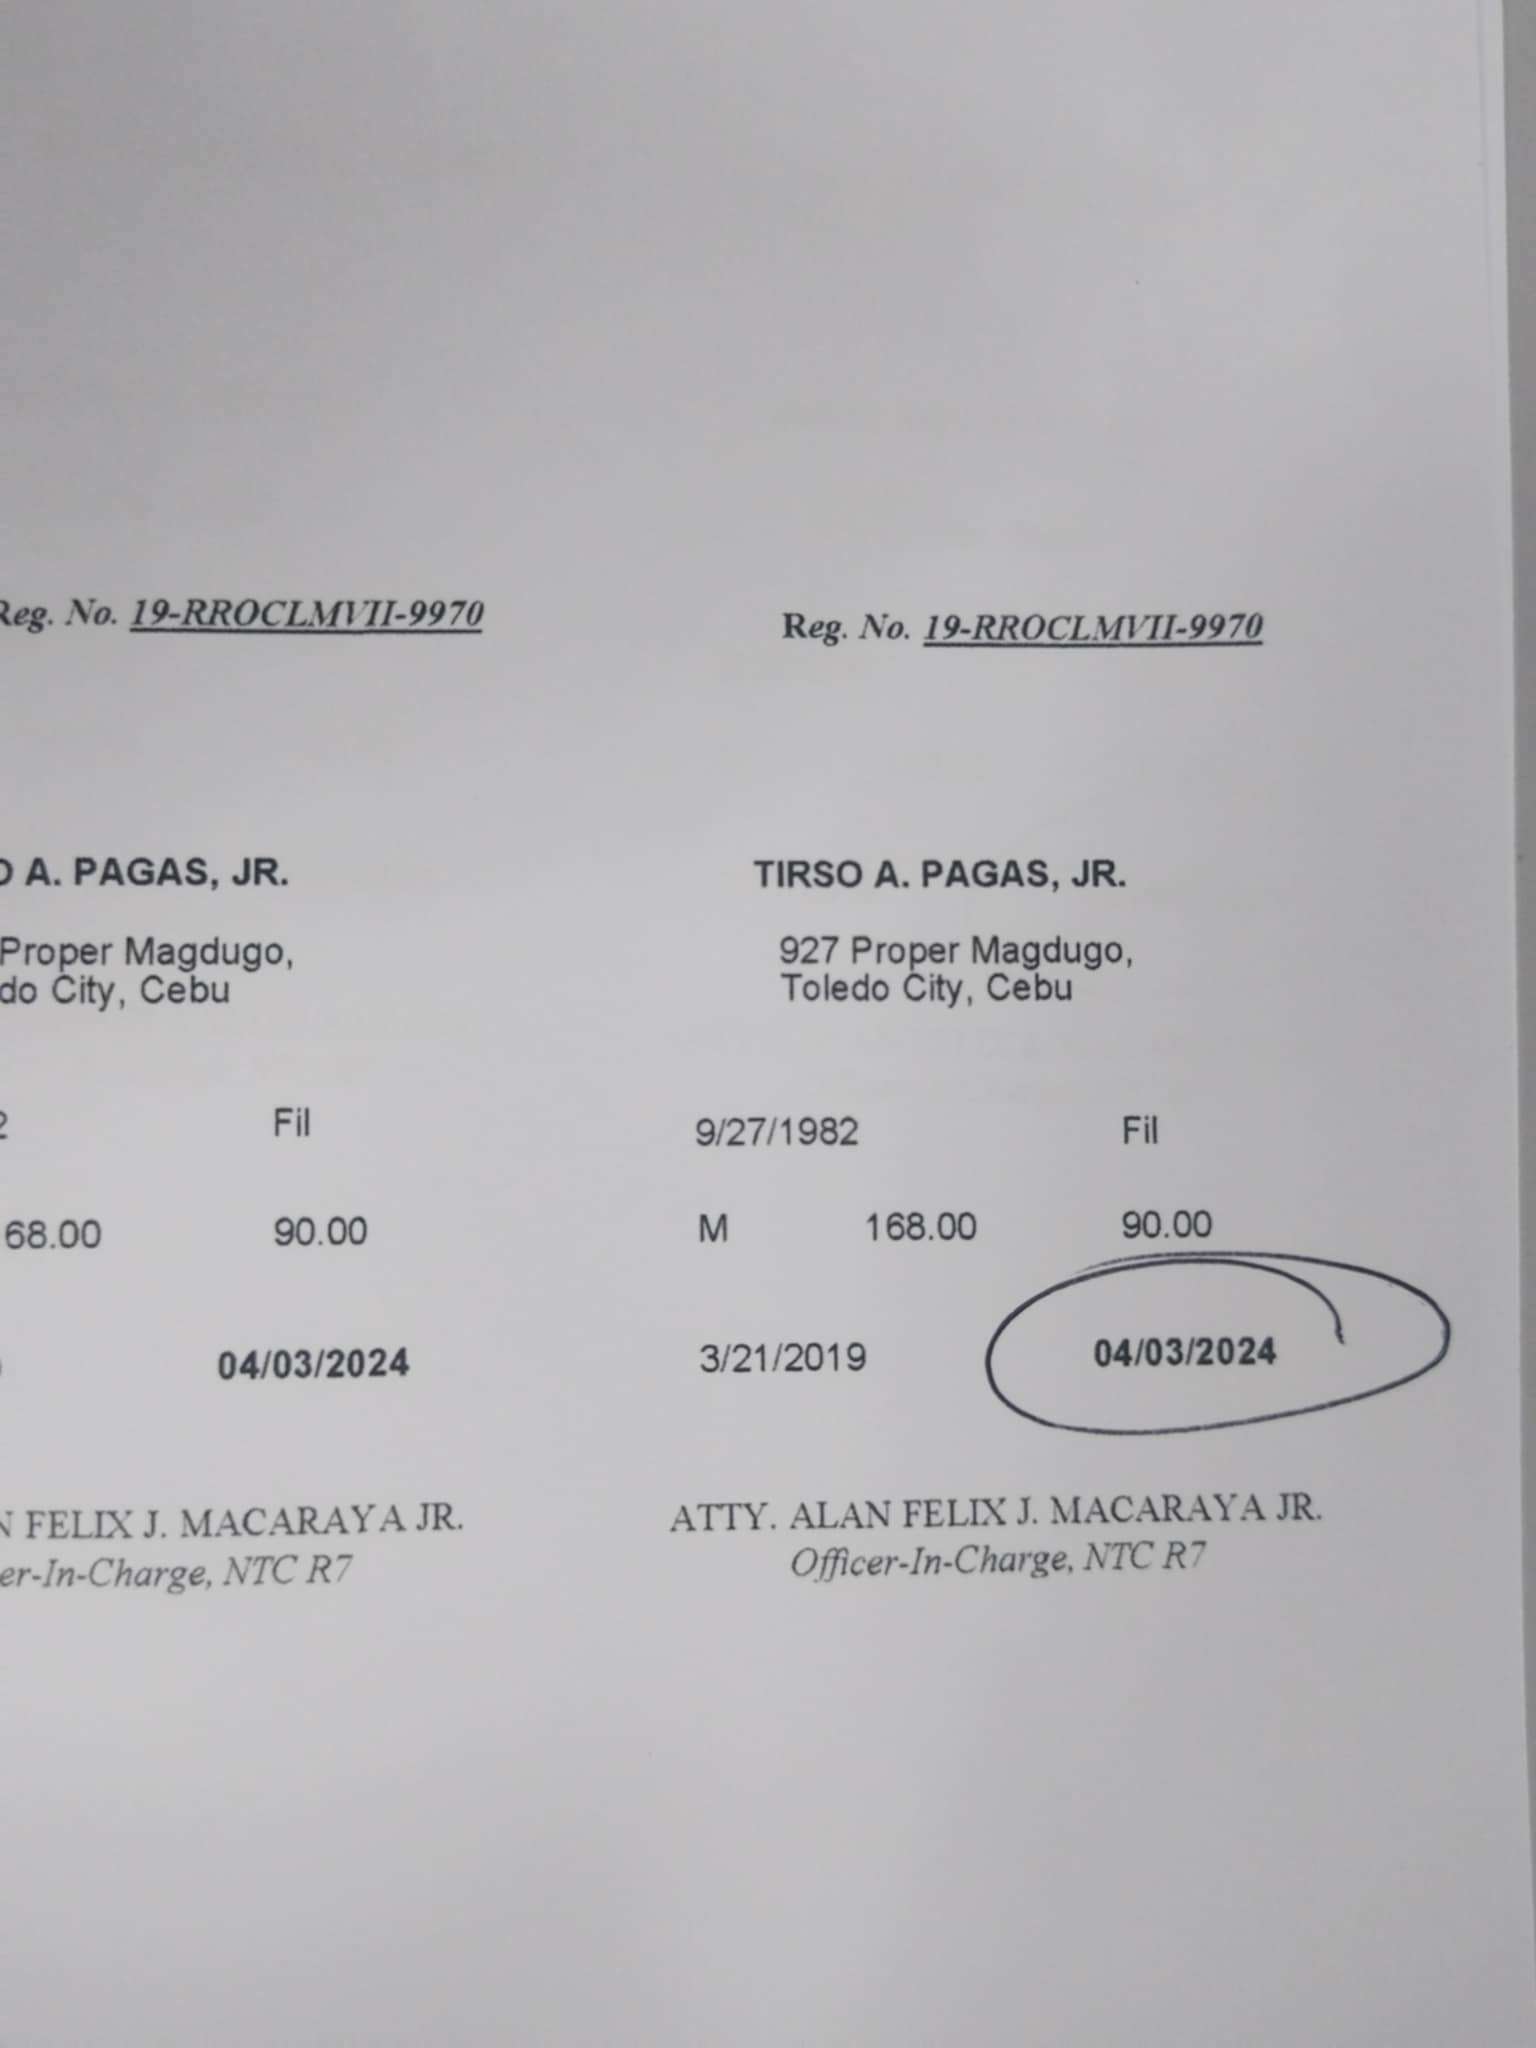 Reg. No. 19-RROCLMVII-9970
A. PAGAS, JR.
Proper Magdugo,
City, Cebu
Fil
68.00 90.00
04/03/2024
FELIX J. MACARAYA JR.
er-In-Charge, NTC R7
Reg. No. 19-RROCLMVII-9970
TIRSO A. PAGAS, JR.
927 Proper Magdugo,
Toledo City, Cebu
9/27/1982 Fil
M 168.00 90.00
3/21/2019 04/03/2024
ATTY. ALAN FELIX J. MACARAYA JR.
Officer-In-Charge, NTC R7